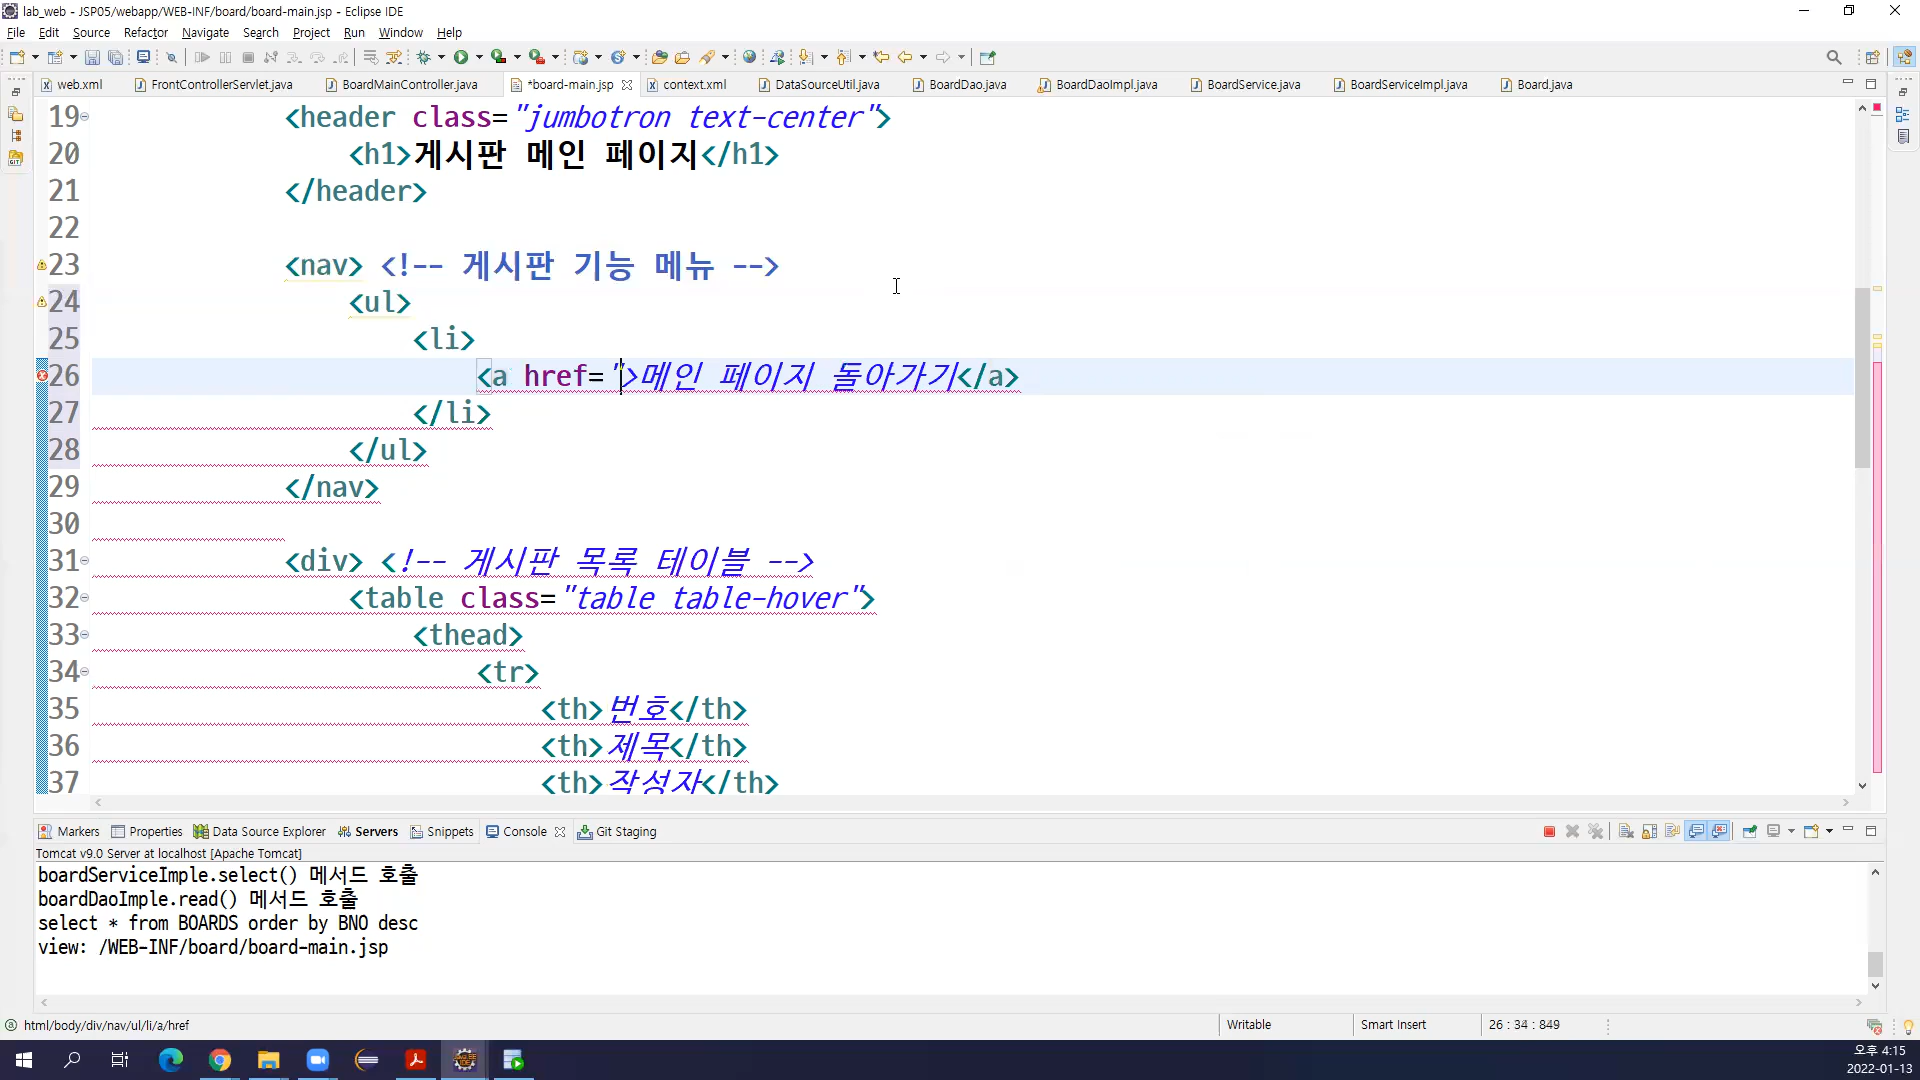 lab_web - JSP05/webapp/WEB-INF/board/board-main.jsp - Eclipse IDE
File Edit Source Refactor Navigate Search Project Run Window Help
web.xml FrontControllerServlet.java BoardMainController.java *board-main.jsp context.xml DataSourceUtil.java BoardDao.java BoardDaoImpl.java BoardService.java BoardServiceImpl.java Board.java
19 <header class="jumbotron text-center">
20 <h1>게시판 메인 페이지</h1>
21 </header>
22
23 <nav> <!-- 게시판 기능 메뉴 -->
24 <ul>
25 <li>
26 <a href=">메인 페이지 돌아가기</a>
27 </li>
28 </ul>
29 </nav>
30
31 <div> <!-- 게시판 목록 테이블 -->
32 <table class="table table-hover">
33 <thead>
34 <tr>
35 <th>번호</th>
36 <th>제목</th>
37 <th>작성자</th>
Markers Properties Data Source Explorer Servers Snippets Console Git Staging
Tomcat v9.0 Server at localhost [Apache Tomcat]
boardServiceImple.select() 메서드 호출
boardDaoImple.read() 메서드 호출
select * from BOARDS order by BNO desc
view: /WEB-INF/board/board-main.jsp
html/body/div/nav/ul/li/a/href Writable Smart Insert 26 : 34 : 849
오후 4:15
2022-01-13